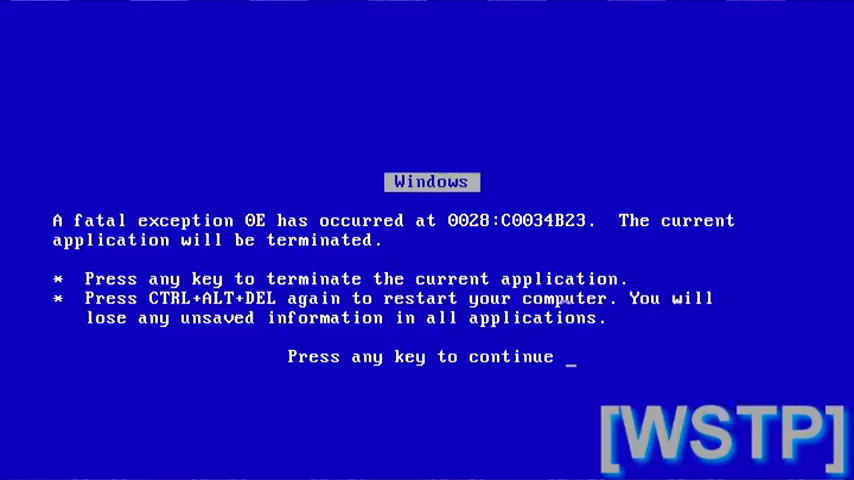 Windows
A fatal exception 0E has occurred at 0028:C0034B23. The current
application will be terminated.
* Press any key to terminate the current application.
* Press CTRL+ALT+DEL again to restart your computer. You will
lose any unsaved information in all applications.
Press any key to continue _
[WSTP]